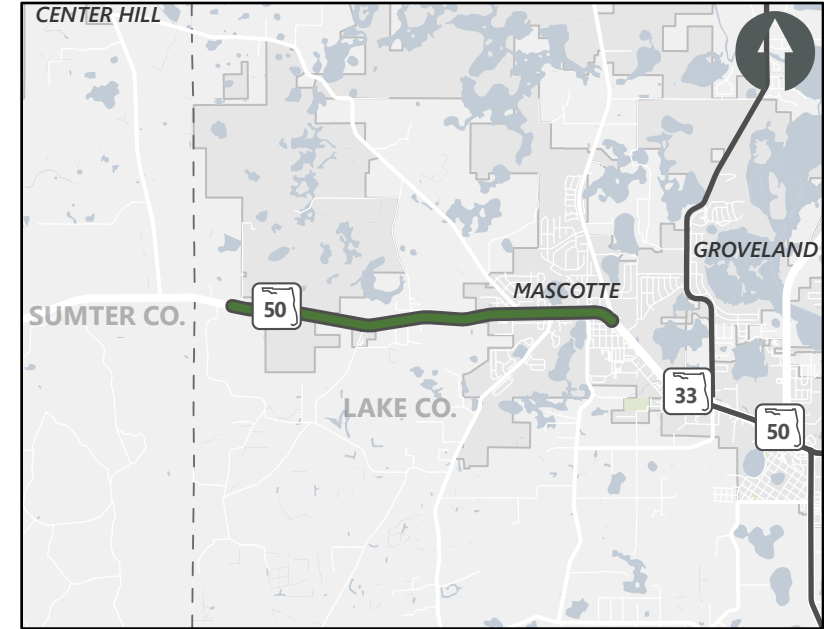 CENTER HILL
GROVELAND
MASCOTTE
50
SUMTER CO.
LAKE CO.
33
50